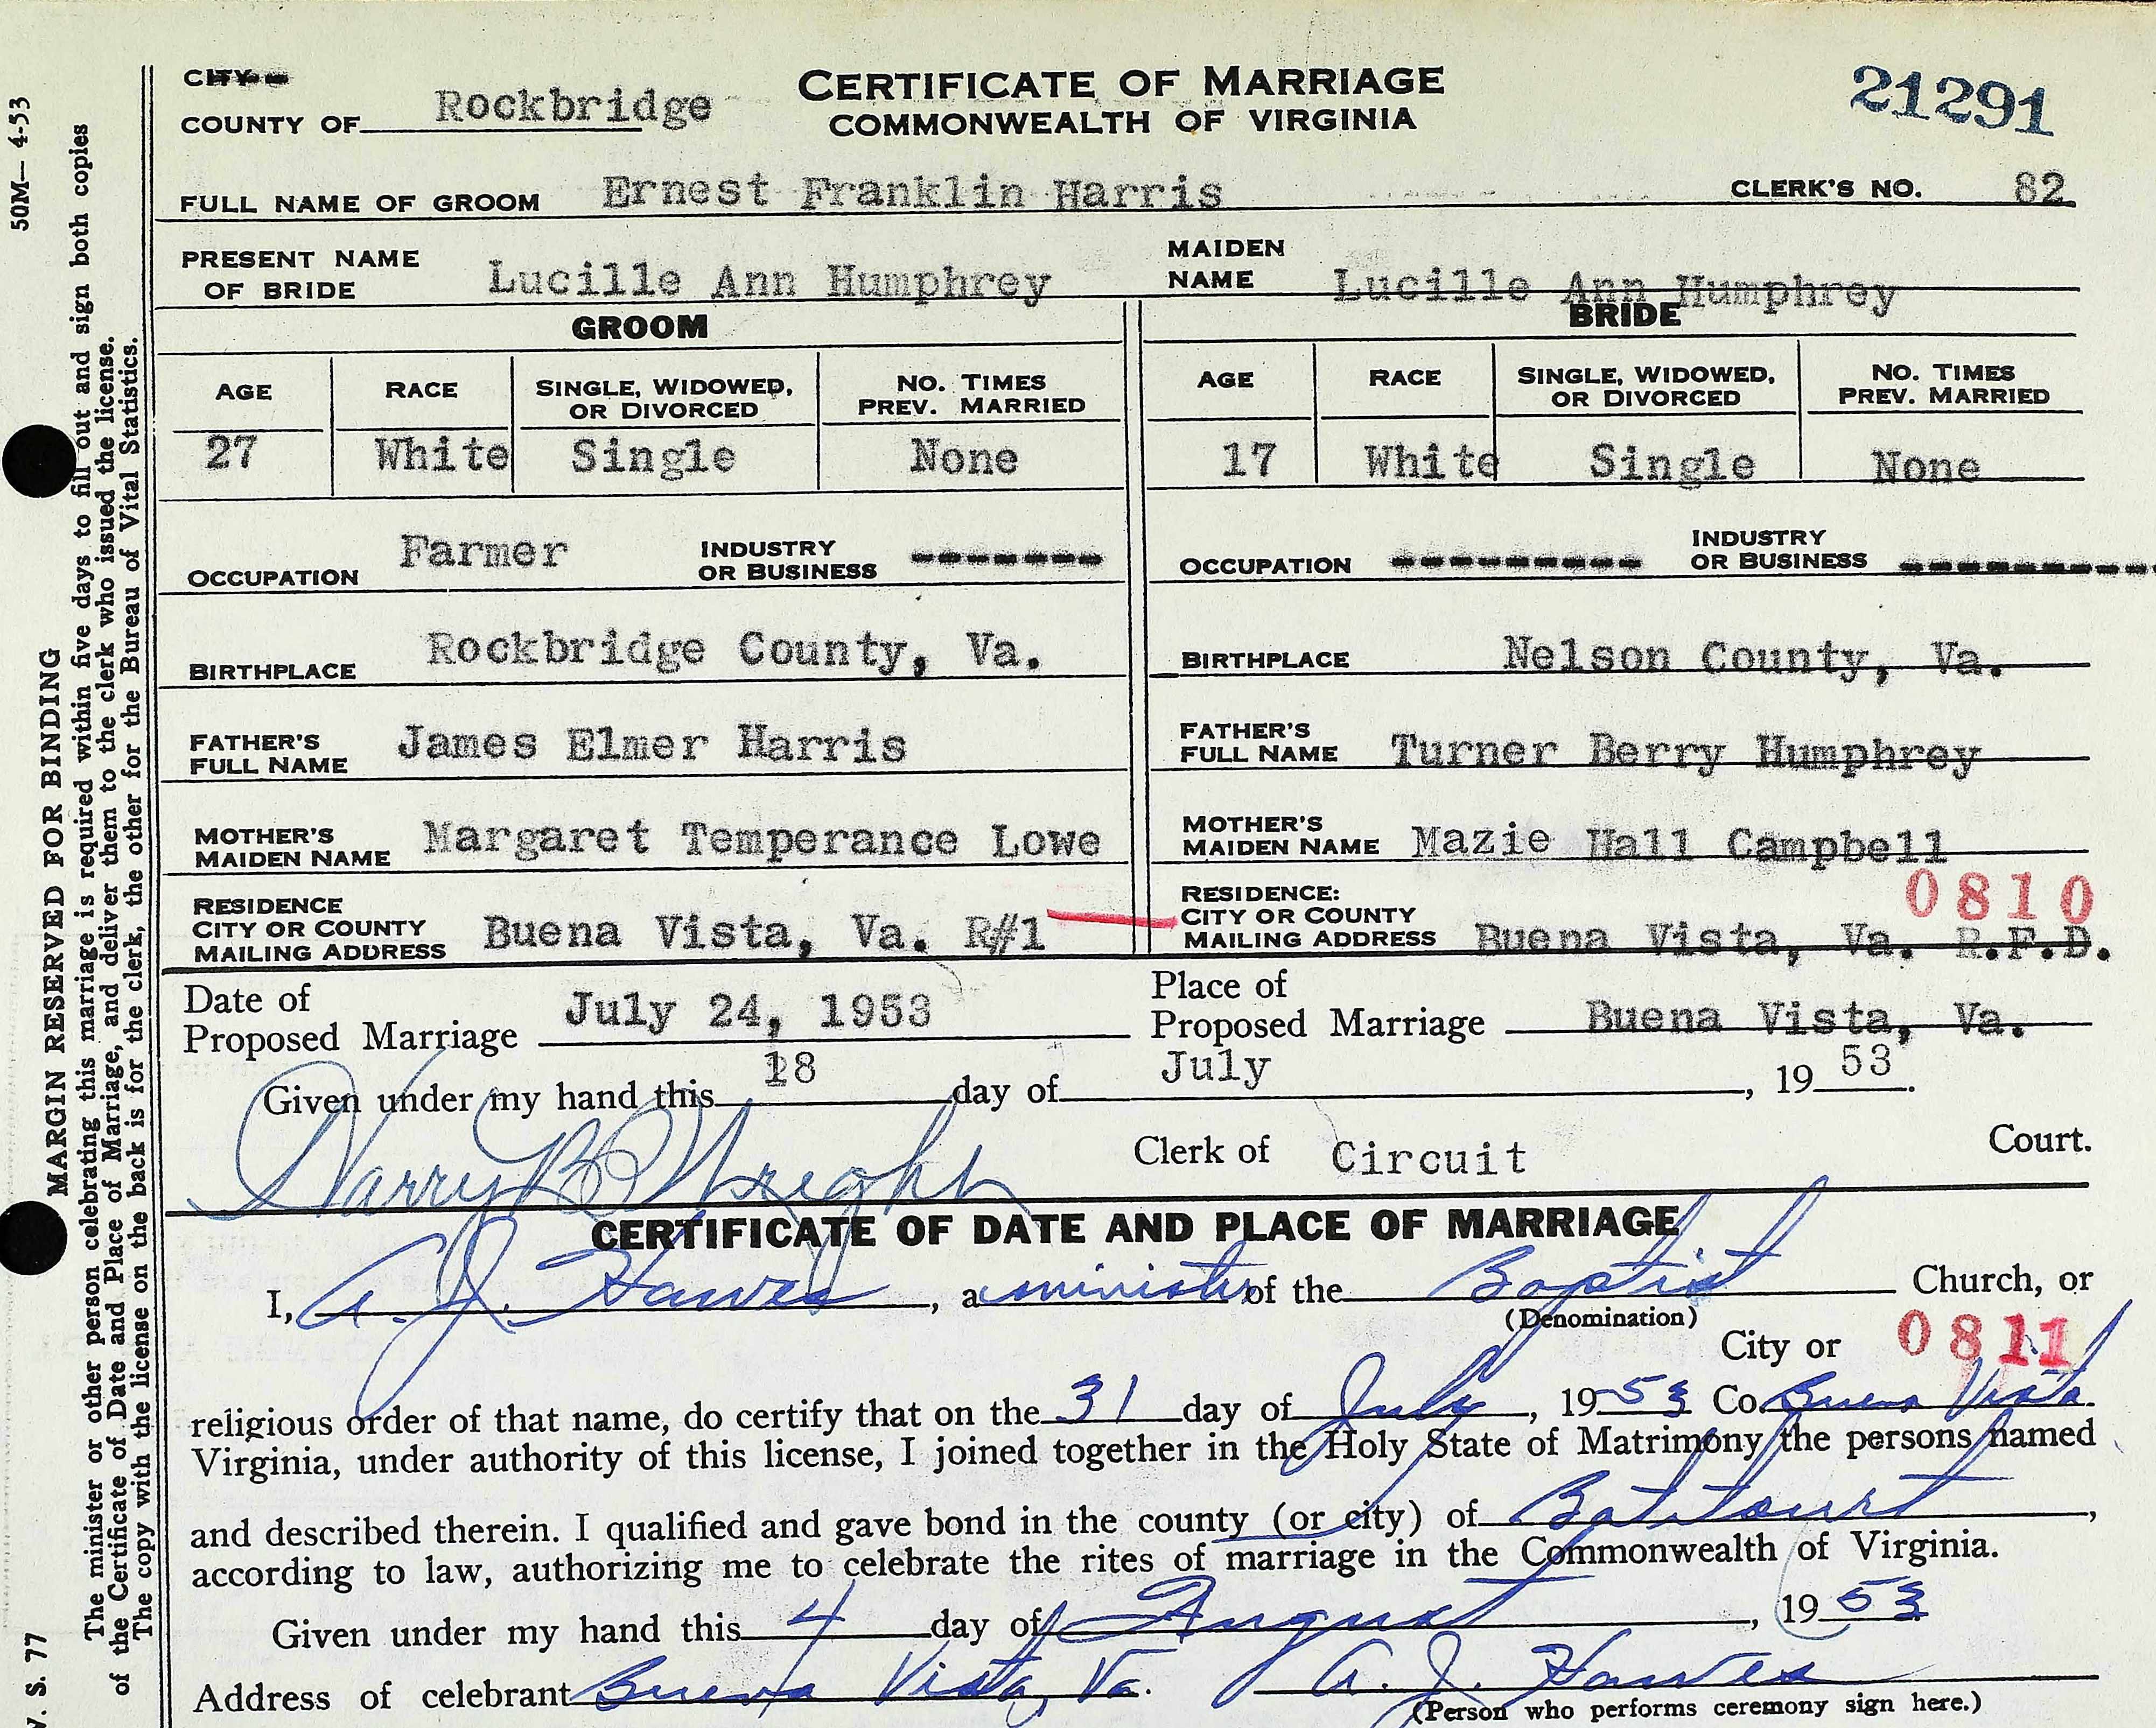 CITY
COUNTY OF Rockbridge
CERTIFICATE OF MARRIAGE
COMMONWEALTH OF VIRGINIA
21291
FULL NAME OF GROOM Ernest Franklin Harris CLERK'S NO. 82
PRESENT NAME OF BRIDE Lucille Ann Humphrey MAIDEN NAME Lucille Ann Humphrey
GROOM
AGE RACE SINGLE, WIDOWED, OR DIVORCED NO. TIMES PREV. MARRIED
27 White Single None
OCCUPATION Farmer INDUSTRY OR BUSINESS -------
BIRTHPLACE Rockbridge County, Va.
FATHER'S FULL NAME James Elmer Harris
MOTHER'S MAIDEN NAME Margaret Temperance Lowe
RESIDENCE CITY OR COUNTY MAILING ADDRESS Buena Vista, Va. R#1
BRIDE
AGE RACE SINGLE, WIDOWED, OR DIVORCED NO. TIMES PREV. MARRIED
17 White Single None
OCCUPATION --------- INDUSTRY OR BUSINESS ----------
BIRTHPLACE Nelson County, Va.
FATHER'S FULL NAME Turner Berry Humphrey
MOTHER'S MAIDEN NAME Mazie Hall Campbell
0810
RESIDENCE: CITY OR COUNTY MAILING ADDRESS Buena Vista, Va. R.F.D.
Date of Proposed Marriage July 24, 1953 Place of Proposed Marriage Buena Vista, Va.
Given under my hand this 18 day of July, 19 53.
Harry B Wright Clerk of Circuit Court.
CERTIFICATE OF DATE AND PLACE OF MARRIAGE
I, A. J. Hawes, a minister of the Baptist Church, or
(Denomination)
City or 0811
religious order of that name, do certify that on the 31 day of July, 19 53 Co. Buena Vista
Virginia, under authority of this license, I joined together in the Holy State of Matrimony the persons named
and described therein. I qualified and gave bond in the county (or city) of Botetourt,
according to law, authorizing me to celebrate the rites of marriage in the Commonwealth of Virginia.
Given under my hand this 4 day of August, 19 53
Address of celebrant Buena Vista, Va. A. J. Hawes
(Person who performs ceremony sign here.)
50M—4-53
V. S. 77
MARGIN RESERVED FOR BINDING
The minister or other person celebrating this marriage is required within five days to fill out and sign both copies
of the Certificate of Date and Place of Marriage, and deliver them to the clerk who issued the license.
The copy with the license on the back is for the clerk, the other for the Bureau of Vital Statistics.